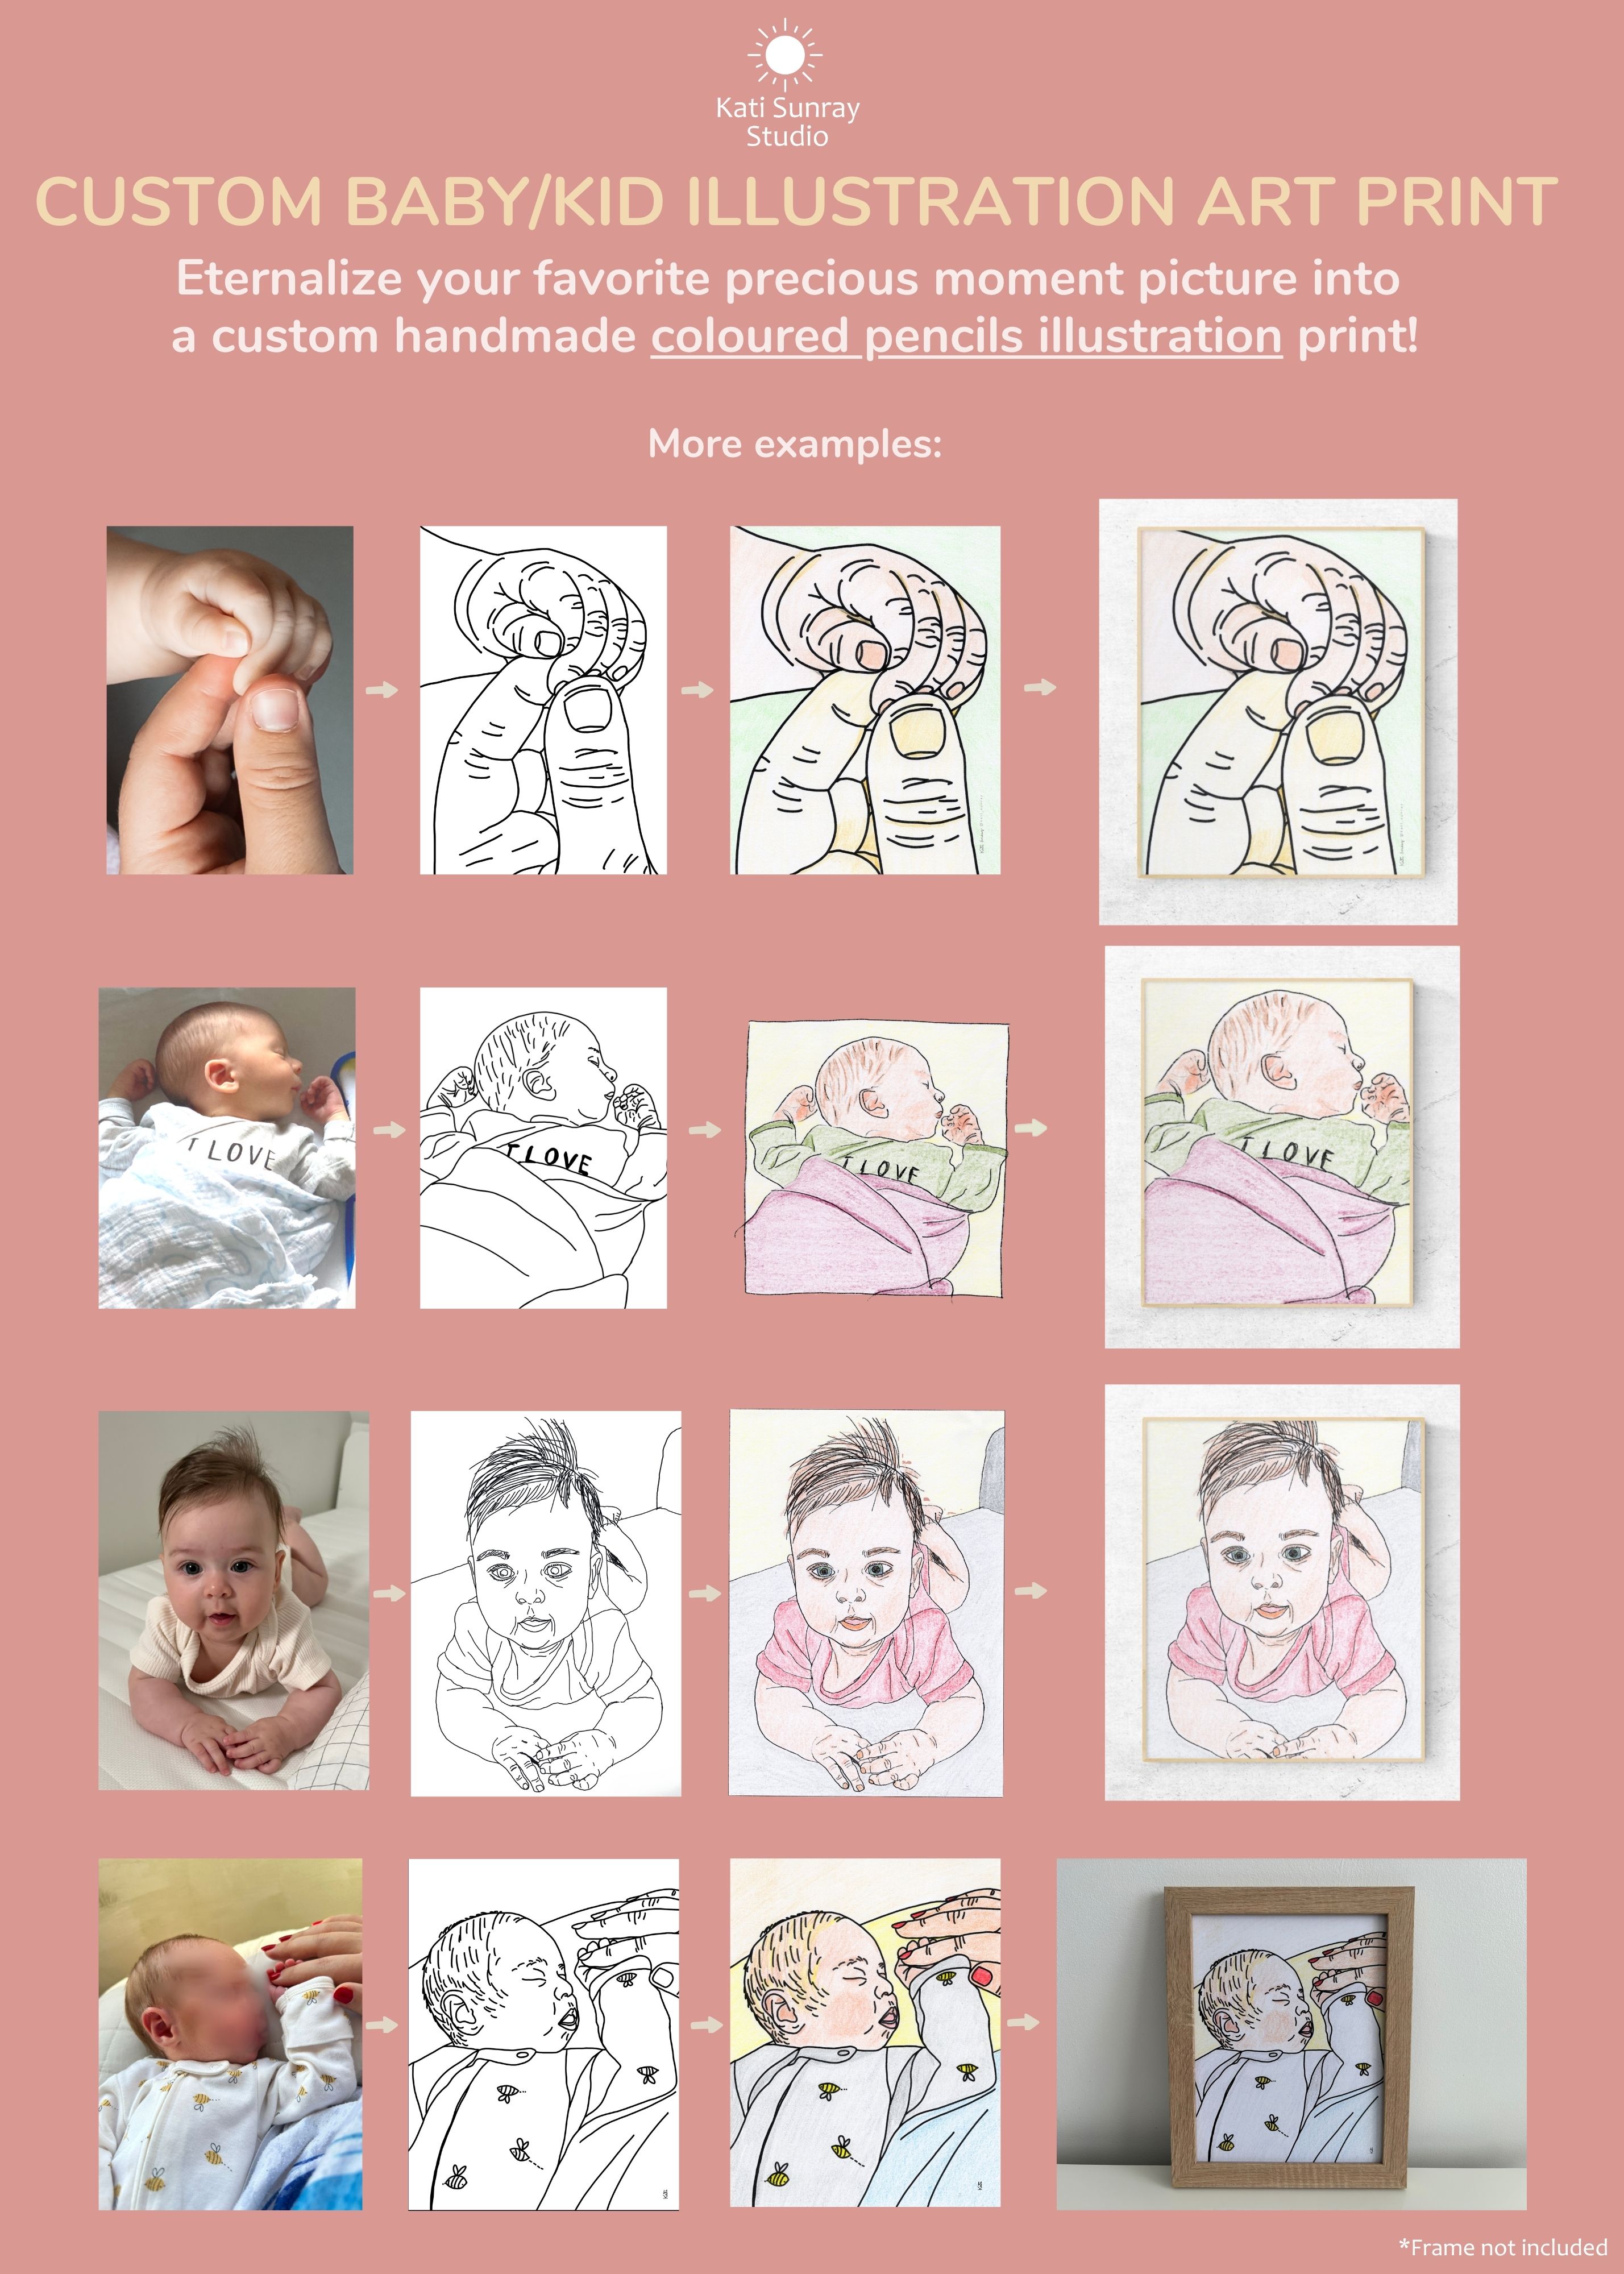 Kati Sunray
Studio
CUSTOM BABY/KID ILLUSTRATION ART PRINT
Eternalize your favorite precious moment picture into
a custom handmade coloured pencils illustration print!
More examples:
I LOVE
I LOVE
I LOVE
I LOVE
*Frame not included